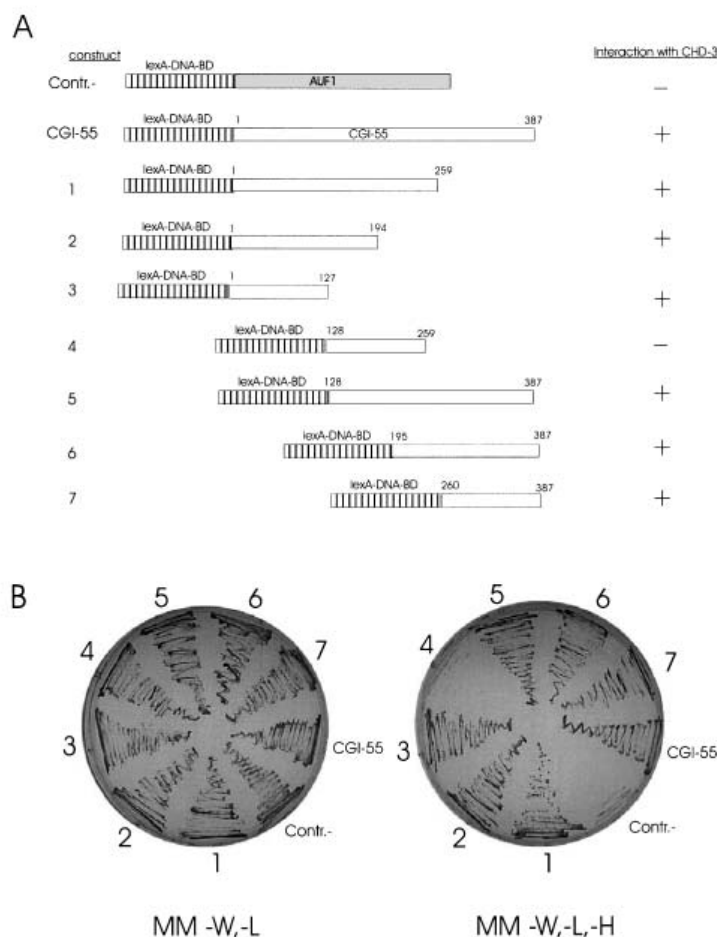 A
construct
Interaction with CHD-3
lexA-DNA-BD
Contr.-
AUF1
–
lexA-DNA-BD 1 387
CGI-55
CGI-55
+
lexA-DNA-BD 1 259
1
+
lexA-DNA-BD 1 194
2
+
lexA-DNA-BD 1 127
3
+
lexA-DNA-BD 128 259
4
–
lexA-DNA-BD 128 387
5
+
lexA-DNA-BD 195 387
6
+
lexA-DNA-BD 260 387
7
+
B
5 6
4 7
3 CGI-55
2 Contr.-
1
MM -W,-L
5 6
4 7
3 CGI-55
2 Contr.-
1
MM -W,-L,-H